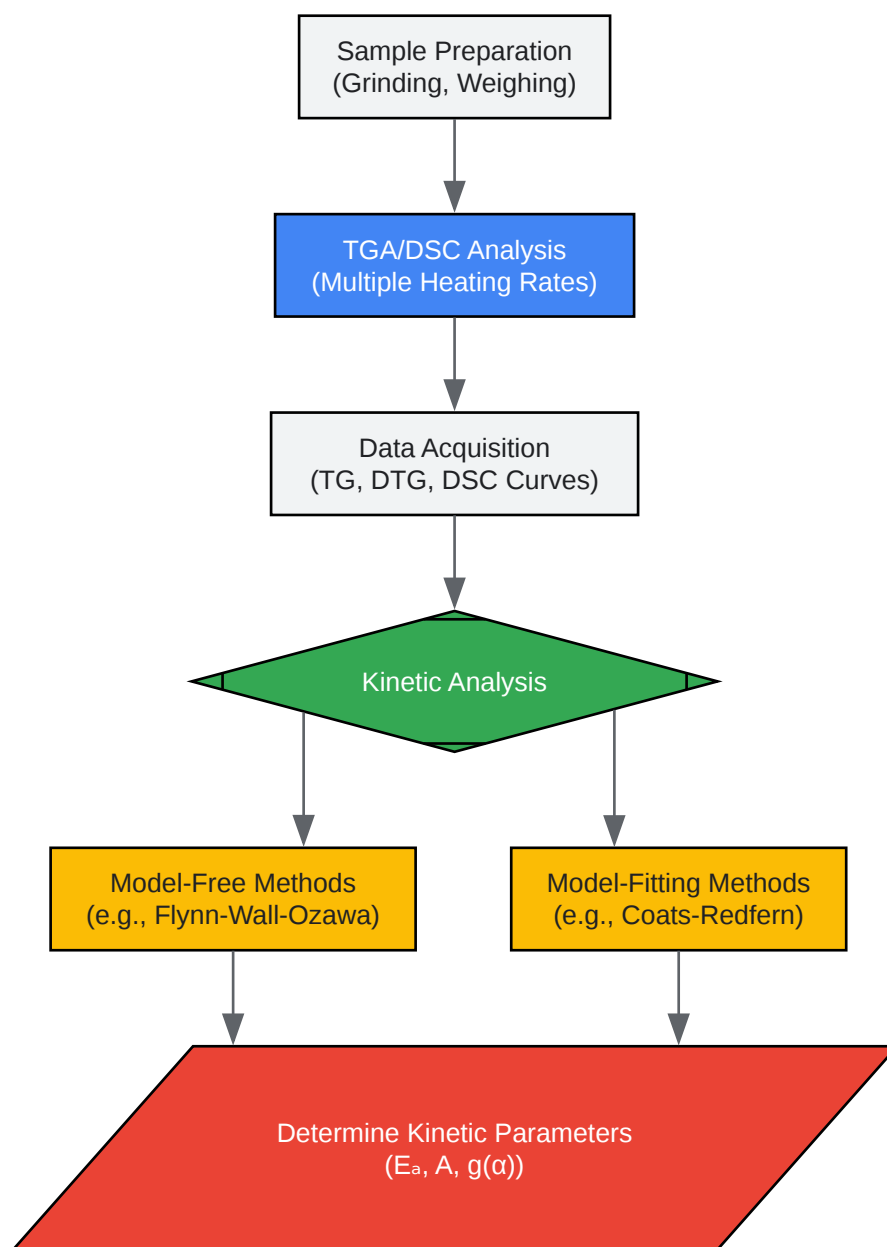 Sample Preparation
(Grinding, Weighing)
TGA/DSC Analysis
(Multiple Heating Rates)
Data Acquisition
(TG, DTG, DSC Curves)
Kinetic Analysis
Model-Free Methods
(e.g., Flynn-Wall-Ozawa)
Model-Fitting Methods
(e.g., Coats-Redfern)
Determine Kinetic Parameters
(Eₐ, A, g(α))